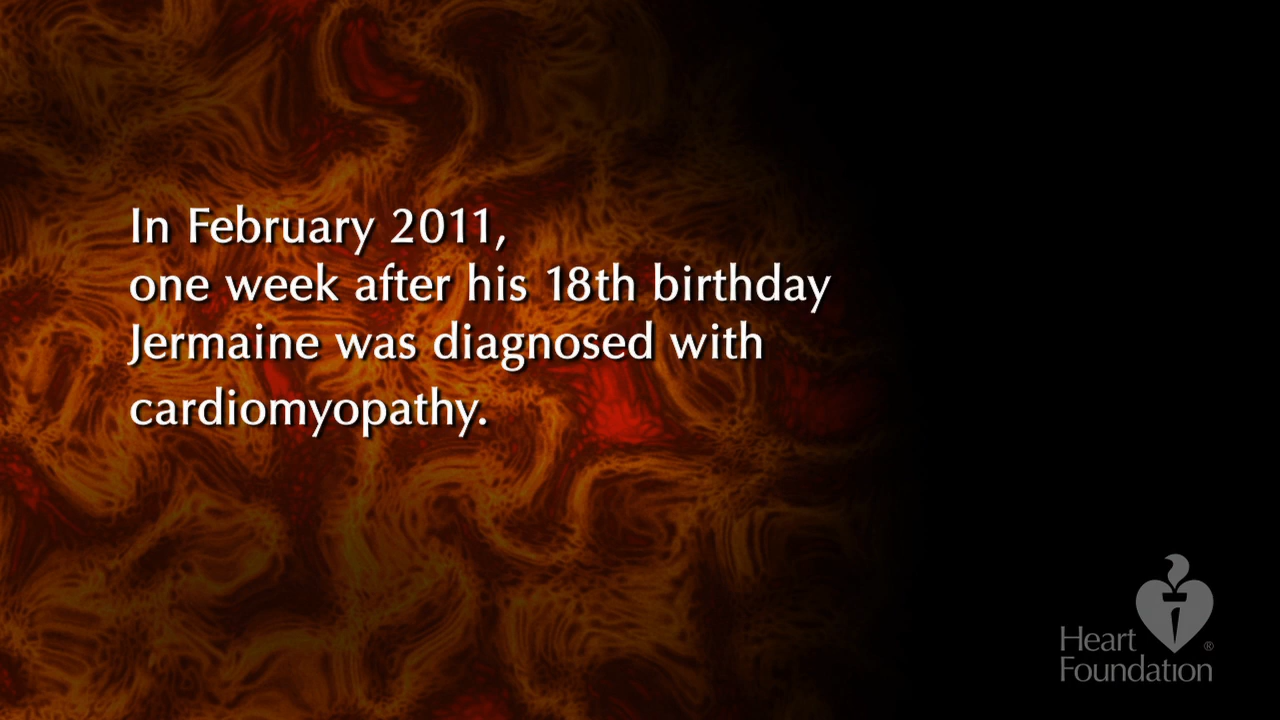 In February 2011,
one week after his 18th birthday
Jermaine was diagnosed with
cardiomyopathy.
Heart
Foundation®